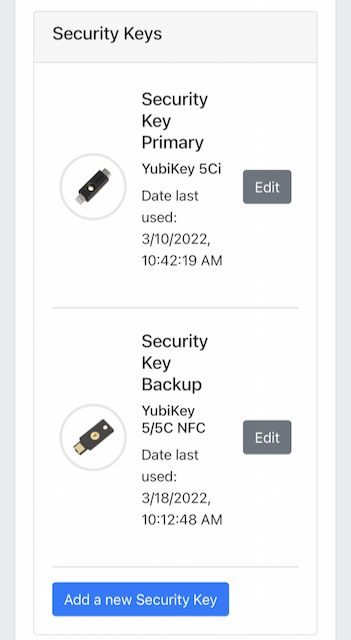 Security Keys
Security
Key
Primary
YubiKey 5Ci
Date last
used:
3/10/2022,
10:42:19 AM
Edit
Security
Key
Backup
YubiKey
5/5C NFC
Date last
used:
3/18/2022,
10:12:48 AM
Edit
Add a new Security Key